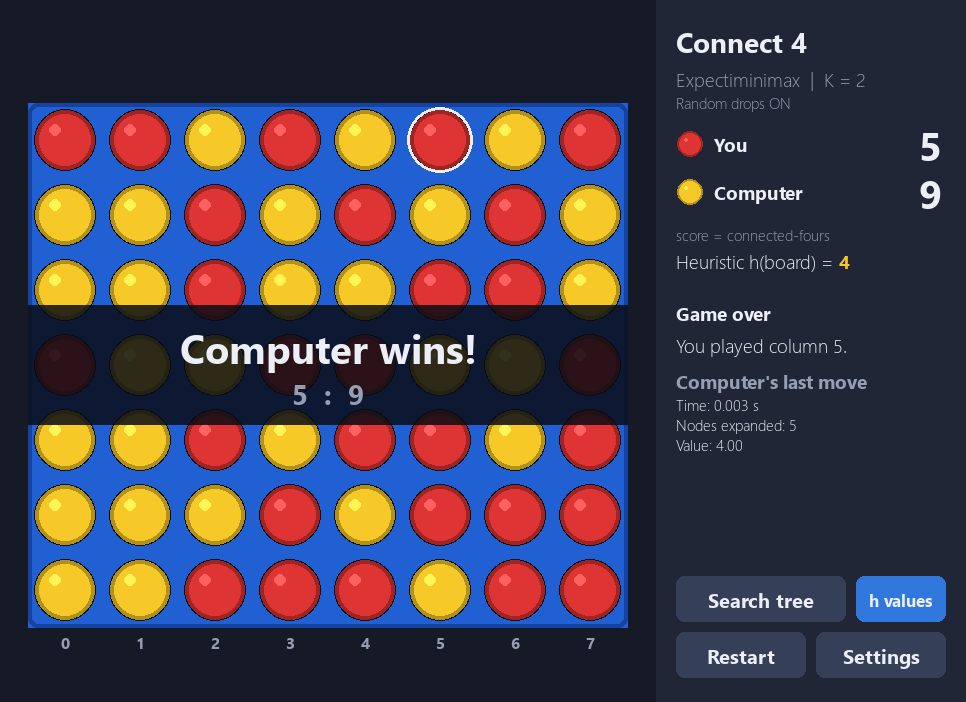 Connect 4
Expectiminimax | K = 2
Random drops ON
You 5
Computer 9
score = connected-fours
Heuristic h(board) = 4
Game over
You played column 5.
Computer's last move
Time: 0.003 s
Nodes expanded: 5
Value: 4.00
Computer wins!
5 : 9
0 1 2 3 4 5 6 7
Search tree h values
Restart Settings